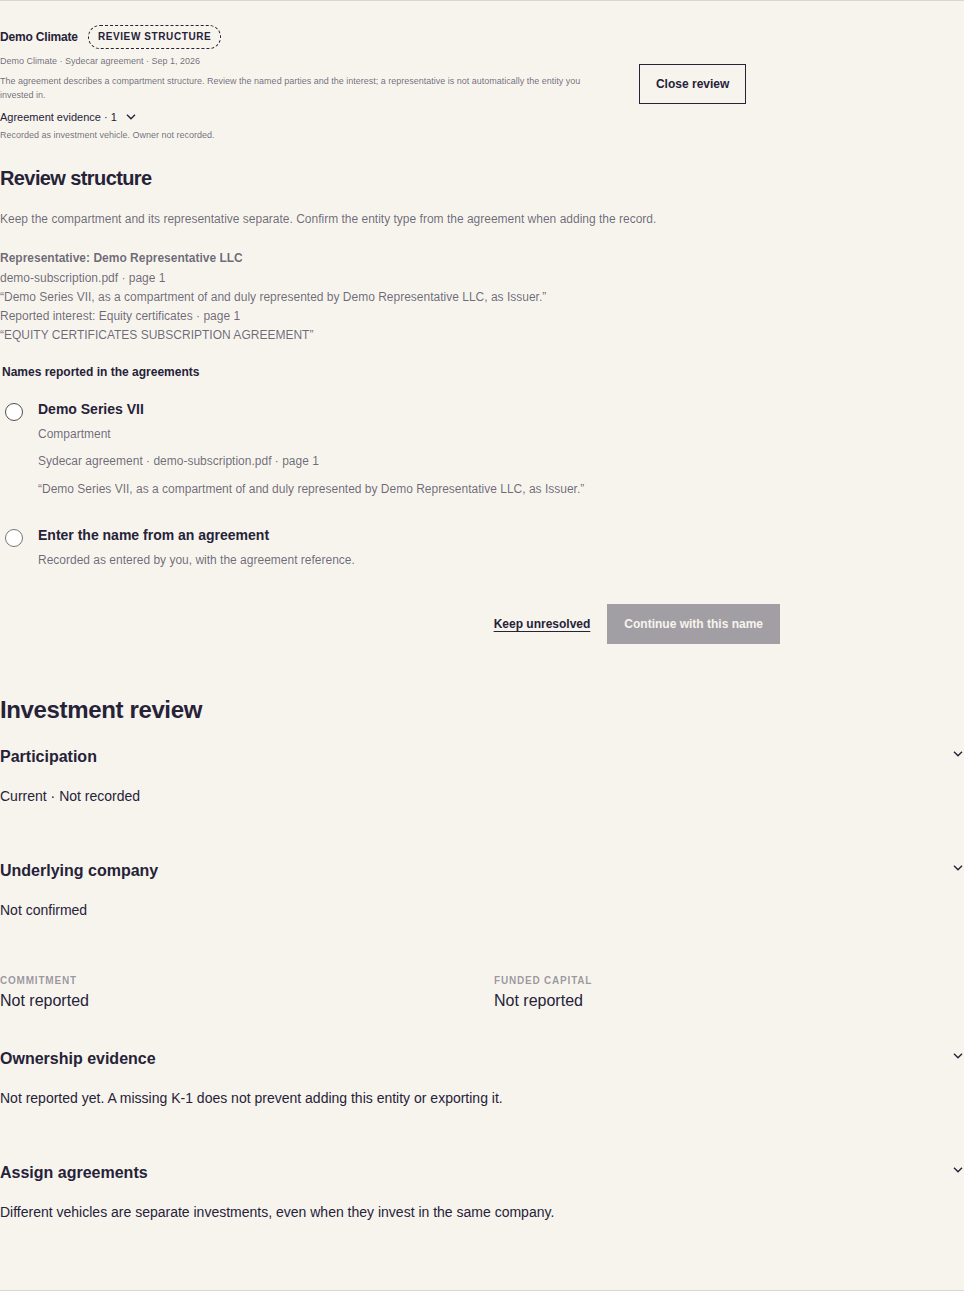 Demo Climate
REVIEW STRUCTURE
Demo Climate · Sydecar agreement · Sep 1, 2026
The agreement describes a compartment structure. Review the named parties and the interest; a representative is not automatically the entity you
invested in.
Close review
Agreement evidence · 1
Recorded as investment vehicle. Owner not recorded.
Review structure
Keep the compartment and its representative separate. Confirm the entity type from the agreement when adding the record.
Representative: Demo Representative LLC
demo-subscription.pdf · page 1
“Demo Series VII, as a compartment of and duly represented by Demo Representative LLC, as Issuer.”
Reported interest: Equity certificates · page 1
“EQUITY CERTIFICATES SUBSCRIPTION AGREEMENT”
Names reported in the agreements
Demo Series VII
Compartment
Sydecar agreement · demo-subscription.pdf · page 1
“Demo Series VII, as a compartment of and duly represented by Demo Representative LLC, as Issuer.”
Enter the name from an agreement
Recorded as entered by you, with the agreement reference.
Keep unresolved
Continue with this name
Investment review
Participation
Current · Not recorded
Underlying company
Not confirmed
COMMITMENT
Not reported
FUNDED CAPITAL
Not reported
Ownership evidence
Not reported yet. A missing K-1 does not prevent adding this entity or exporting it.
Assign agreements
Different vehicles are separate investments, even when they invest in the same company.